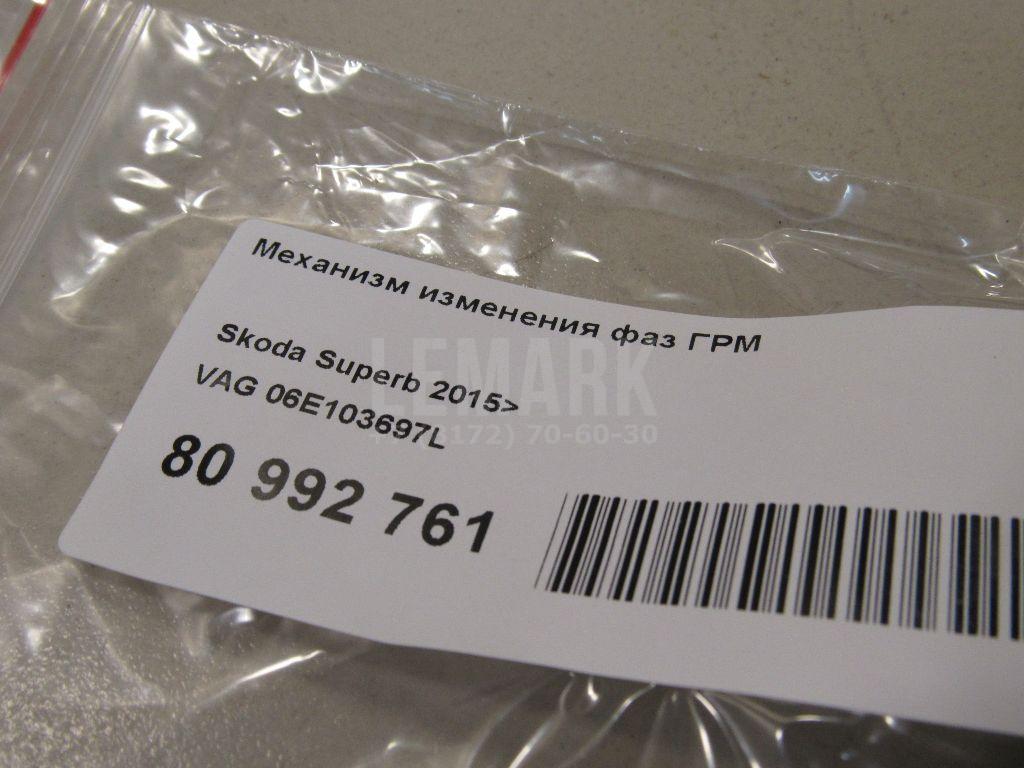 Механизм изменения фаз ГРМ
Skoda Superb 2015>
VAG 06E103697L
80 992 761
LEMARK
172) 70-60-30